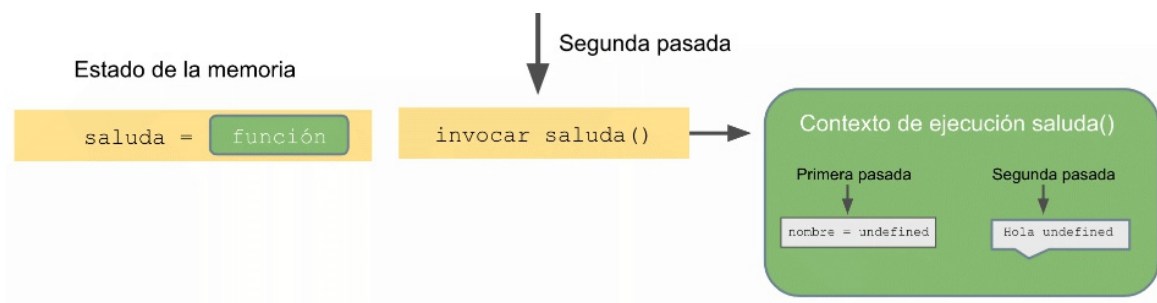 Segunda pasada
Estado de la memoria
saluda = función
invocar saluda()
Contexto de ejecución saluda()
Primera pasada
Segunda pasada
nombre = undefined
Hola undefined